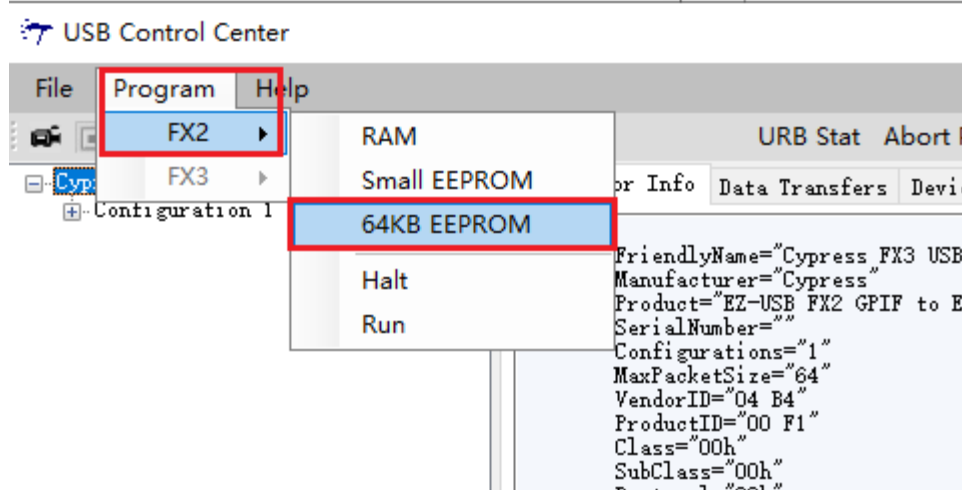 USB Control Center
File Program Help
FX2
FX3
RAM
Small EEPROM
64KB EEPROM
Halt
Run
URB Stat Abort
Configuration 1
Info Data Transfers
FriendlyName="Cypress FX3 USB
Manufacturer="Cypress"
Product="EZ-USB FX2 GPIF to E
SerialNumber=""
Configurations="1"
MaxPacketSize="64"
VendorID="04 B4"
ProductID="00 F1"
Class="00h"
SubClass="00h"